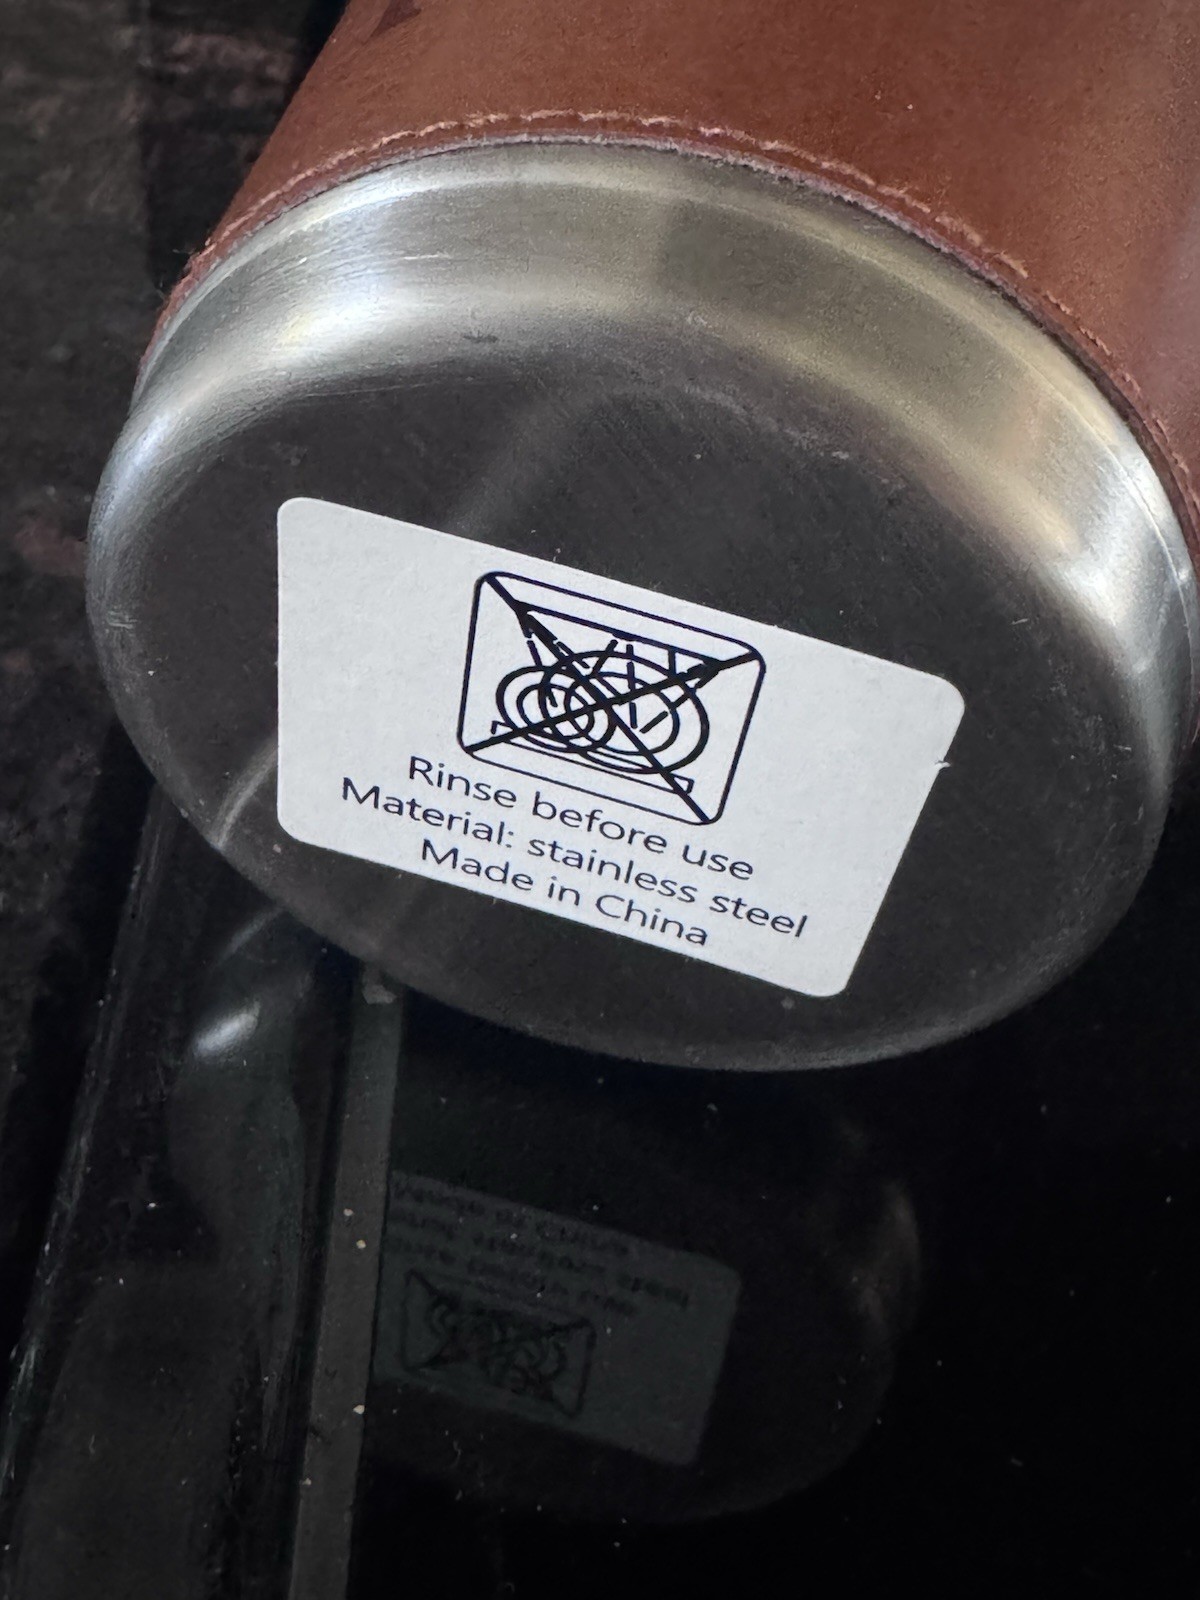 Rinse before use
Material: stainless steel
Made in China